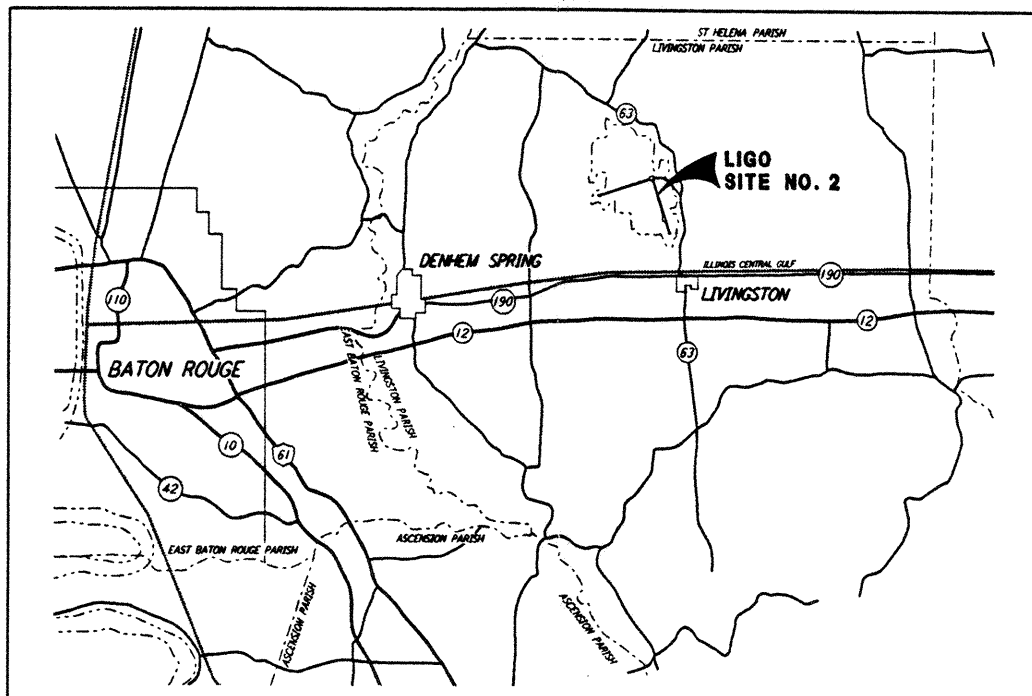 ST HELENA PARISH
LIVINGSTON PARISH
63
LIGO
SITE NO. 2
DENHEM SPRING
ILLINOIS CENTRAL GULF
190
190
LIVINGSTON
110
12
12
63
BATON ROUGE
LIVINGSTON PARISH
EAST BATON ROUGE PARISH
10
61
42
ASCENSION PARISH
EAST BATON ROUGE PARISH
ASCENSION PARISH
ASCENSION PARISH